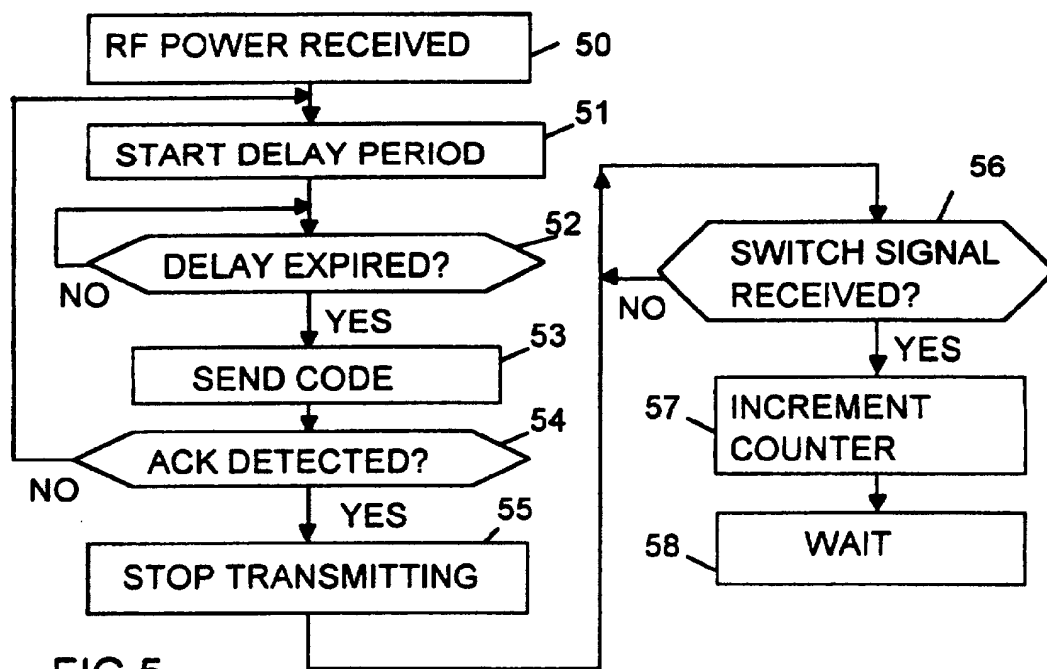 RF POWER RECEIVED
50
51
START DELAY PERIOD
52
DELAY EXPIRED?
NO
YES
53
SEND CODE
54
ACK DETECTED?
NO
YES
55
STOP TRANSMITTING
56
SWITCH SIGNAL
RECEIVED?
NO
YES
57
INCREMENT
COUNTER
58
WAIT
FIG 5